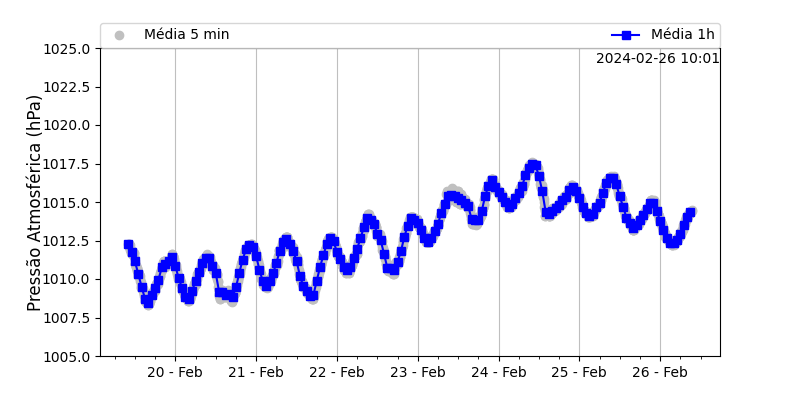 Média 5 min
Média 1h
2024-02-26 10:01
Pressão Atmosférica (hPa)
1025.0
1022.5
1020.0
1017.5
1015.0
1012.5
1010.0
1007.5
1005.0
20 - Feb
21 - Feb
22 - Feb
23 - Feb
24 - Feb
25 - Feb
26 - Feb